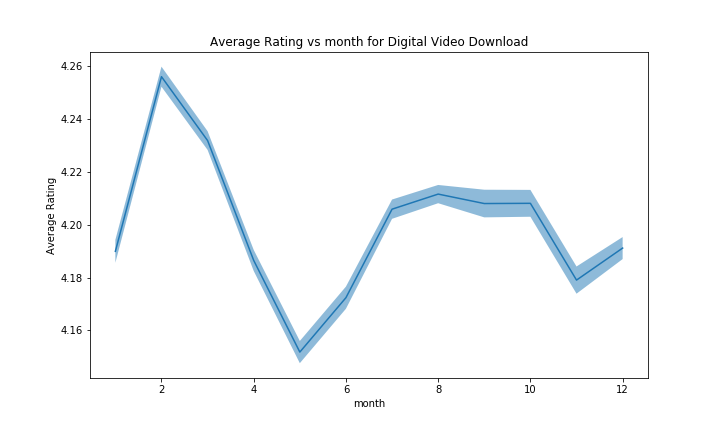 Average Rating vs month for Digital Video Download
4.26
4.24
4.22
4.20
4.18
4.16
Average Rating
2 4 6 8 10 12
month